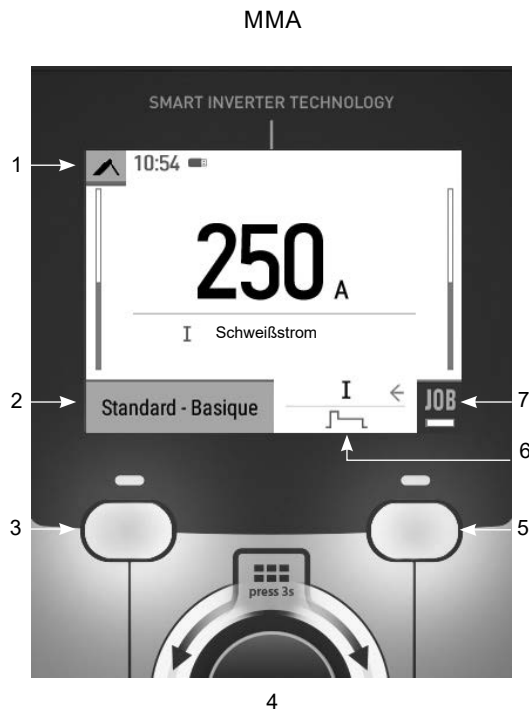 MMA
SMART INVERTER TECHNOLOGY
1
10:54
250 A
I Schweißstrom
2
Standard - Basique
I
JOB
7
6
3
5
press 3s
4